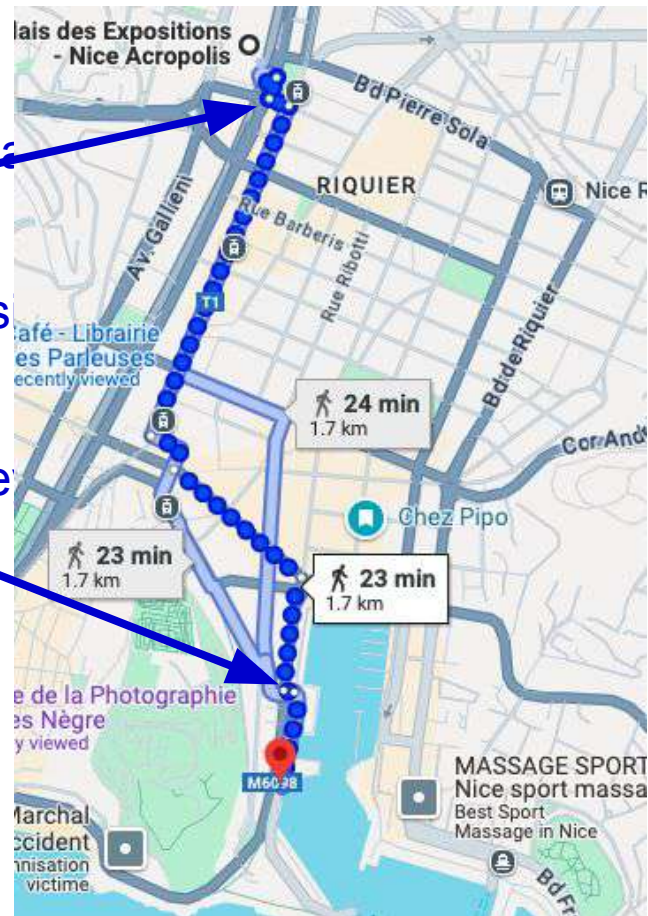 lais des Expositions
- Nice Acropolis
Bd Pierre Sola
RIQUIER
Nice R
Av. Gallieni
Rue Barberis
Rue Ribotti
T1
Bd de Riquier
Café - Librairie
es Parleuses
ecently viewed
24 min
1.7 km
Cor And
Chez Pipo
23 min
1.7 km
23 min
1.7 km
e de la Photographie
es Nègre
y viewed
M6098
MASSAGE SPORT
Nice sport massa
Best Sport
Massage in Nice
Marchal
ccident
nnisation
victime
Bd Fr